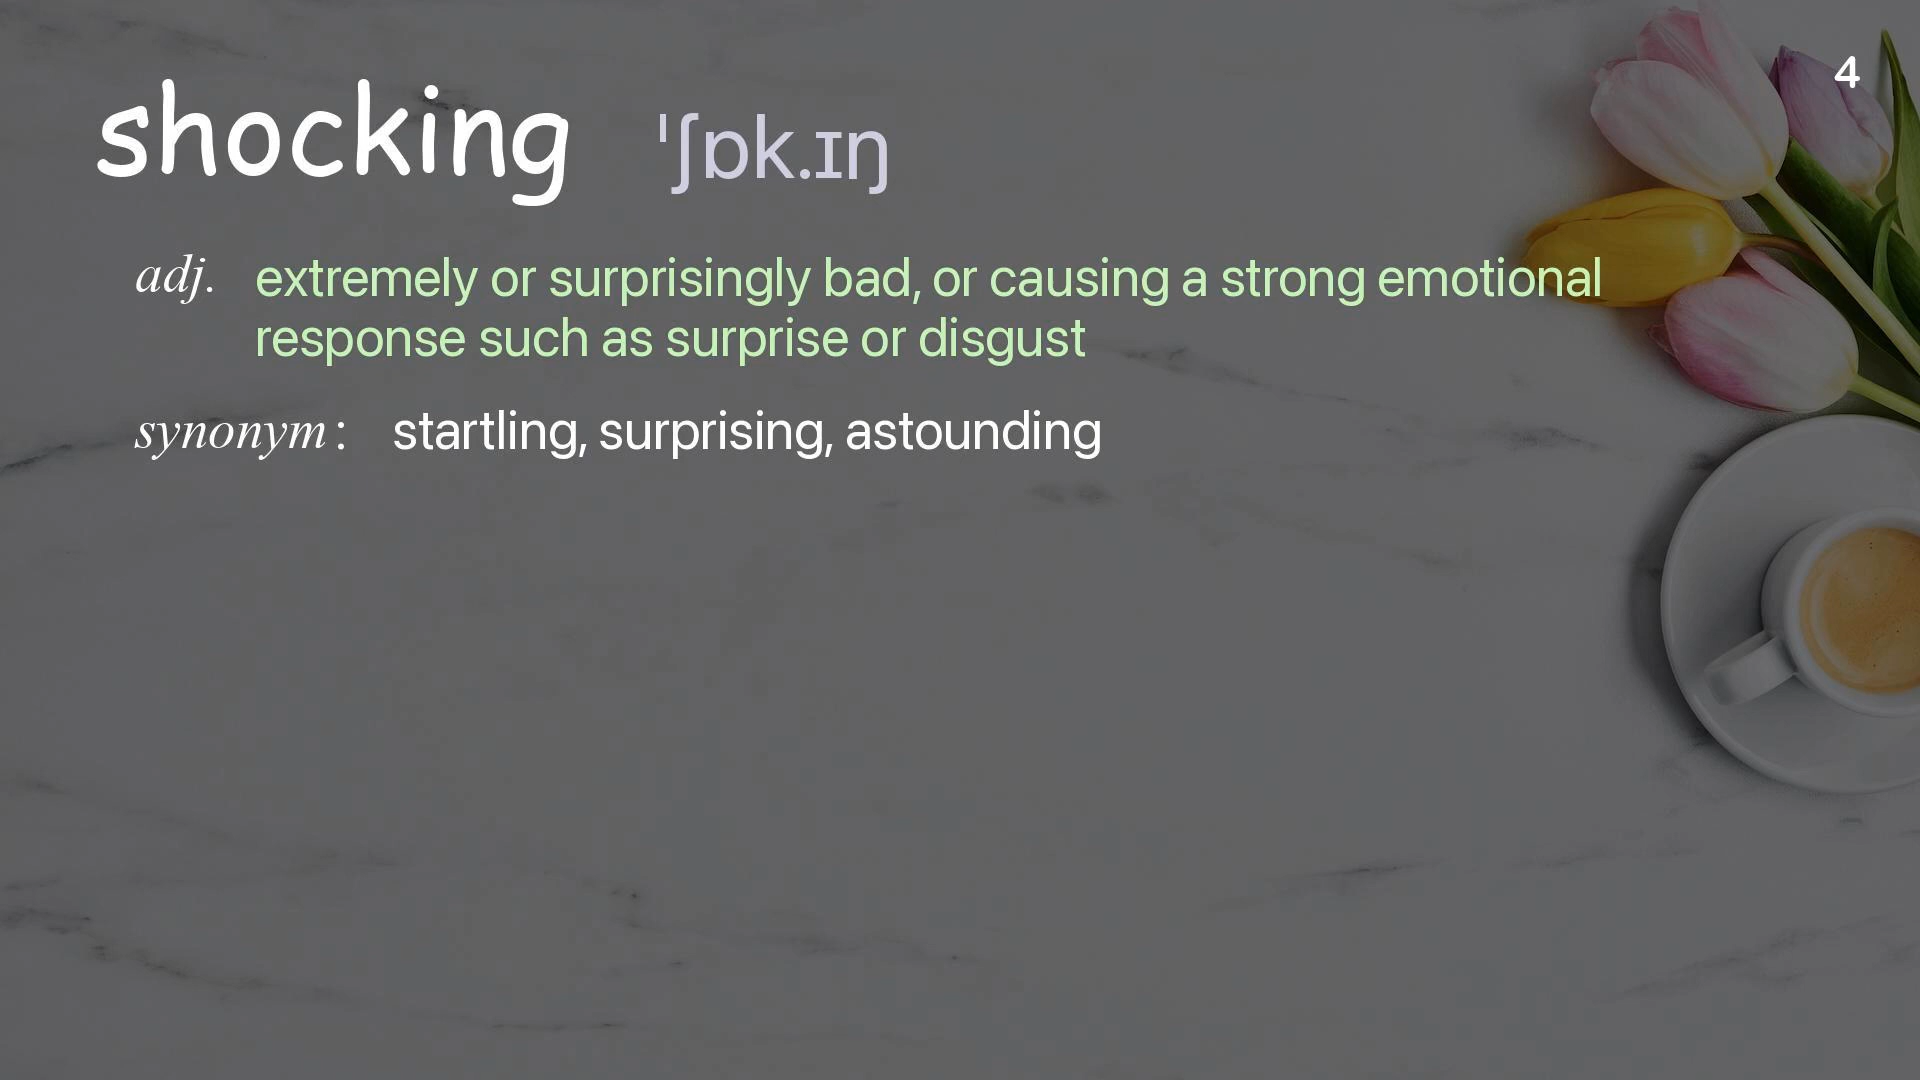 4
shocking ˈʃɒk.ɪŋ
adj. extremely or surprisingly bad, or causing a strong emotional
response such as surprise or disgust
synonym : startling, surprising, astounding